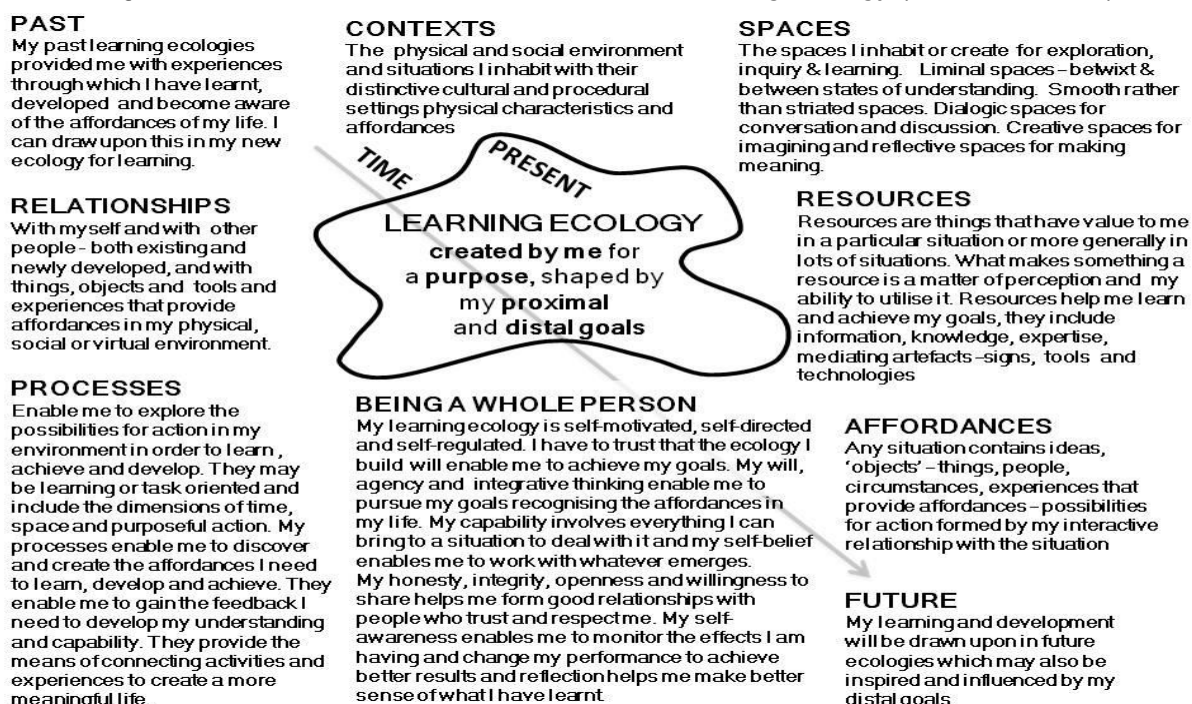 PAST
My past learning ecologies
provided me with experiences
through which I have learnt,
developed and become aware
of the affordances of my life. I
can draw upon this in my new
ecology for learning.
CONTEXTS
The physical and social environment
and situations I inhabit with their
distinctive cultural and procedural
settings physical characteristics and
affordances
SPACES
The spaces I inhabit or create for exploration,
inquiry & learning. Liminal spaces – betwixt &
between states of understanding. Smooth rather
than striated spaces. Dialogic spaces for
conversation and discussion. Creative spaces for
imagining and reflective spaces for making
meaning.
TIME
PRESENT
LEARNING ECOLOGY
created by me for
a purpose, shaped by
my proximal
and distal goals
RELATIONSHIPS
With myself and with other
people - both existing and
newly developed, and with
things, objects and tools and
experiences that provide
affordances in my physical,
social or virtual environment.
RESOURCES
Resources are things that have value to me
in a particular situation or more generally in
lots of situations. What makes something a
resource is a matter of perception and my
ability to utilise it. Resources help me learn
and achieve my goals, they include
information, knowledge, expertise,
mediating artefacts –signs, tools and
technologies
PROCESSES
Enable me to explore the
possibilities for action in my
environment in order to learn ,
achieve and develop. They may
be learning or task oriented and
include the dimensions of time,
space and purposeful action. My
processes enable me to discover
and create the affordances I need
to learn, develop and achieve. They
enable me to gain the feedback I
need to develop my understanding
and capability. They provide the
means of connecting activities and
experiences to create a more
meaningful life
BEING A WHOLE PERSON
My learning ecology is self-motivated, self-directed
and self-regulated. I have to trust that the ecology I
build will enable me to achieve my goals. My will,
agency and integrative thinking enable me to
pursue my goals recognising the affordances in
my life. My capability involves everything I can
bring to a situation to deal with it and my self-belief
enables me to work with whatever emerges.
My honesty, integrity, openness and willingness to
share helps me form good relationships with
people who trust and respect me. My self-
awareness enables me to monitor the effects I am
having and change my performance to achieve
better results and reflection helps me make better
sense of what I have learnt
AFFORDANCES
Any situation contains ideas,
‘objects’ – things, people,
circumstances, experiences that
provide affordances – possibilities
for action formed by my interactive
relationship with the situation
FUTURE
My learning and development
will be drawn upon in future
ecologies which may also be
inspired and influenced by my
distal goals